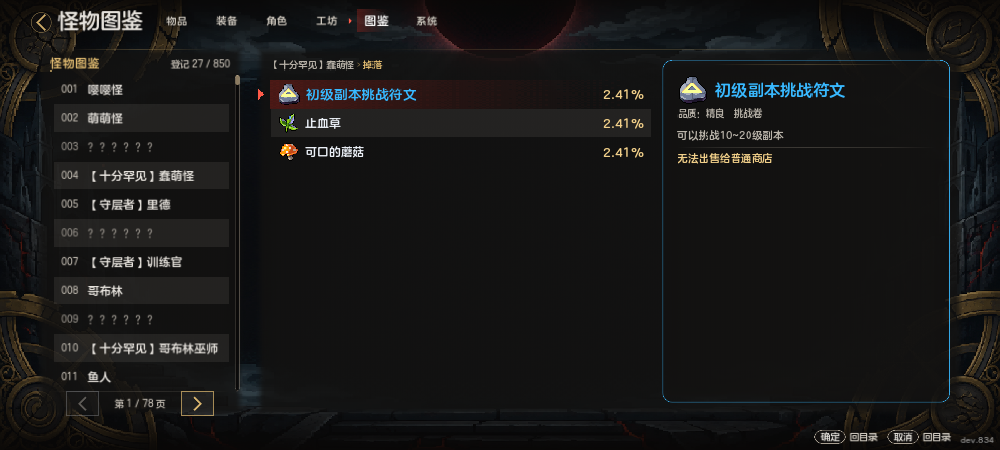 怪物图鉴 物品 装备 角色 工坊 图鉴 系统
怪物图鉴 登记 27 / 850
001 嘤嘤怪
002 萌萌怪
003 ？？？？？？
004 【十分罕见】蠢萌怪
005 【守层者】里德
006 ？？？？？？
007 【守层者】训练官
008 哥布林
009 ？？？？？？
010 【十分罕见】哥布林巫师
011 鱼人
第 1 / 78 页
【十分罕见】蠢萌怪 › 掉落
初级副本挑战符文 2.41%
止血草 2.41%
可口的蘑菇 2.41%
初级副本挑战符文
品质：精良 挑战卷
可以挑战10~20级副本
无法出售给普通商店
确定 回目录 取消 回目录 dev.834